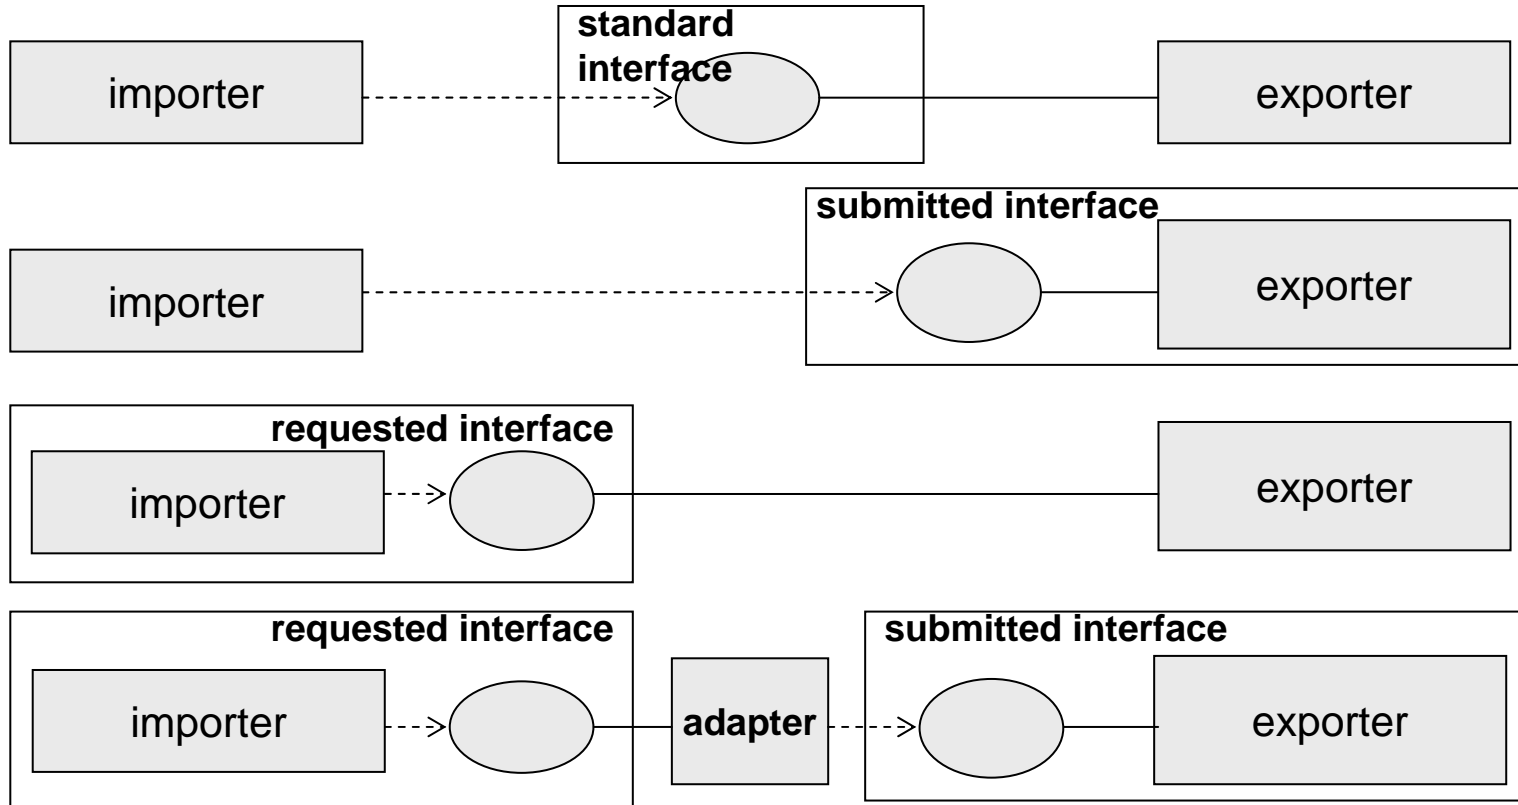 standard
interface
importer
exporter
submitted interface
importer
exporter
requested interface
importer
exporter
requested interface
submitted interface
importer
adapter
exporter